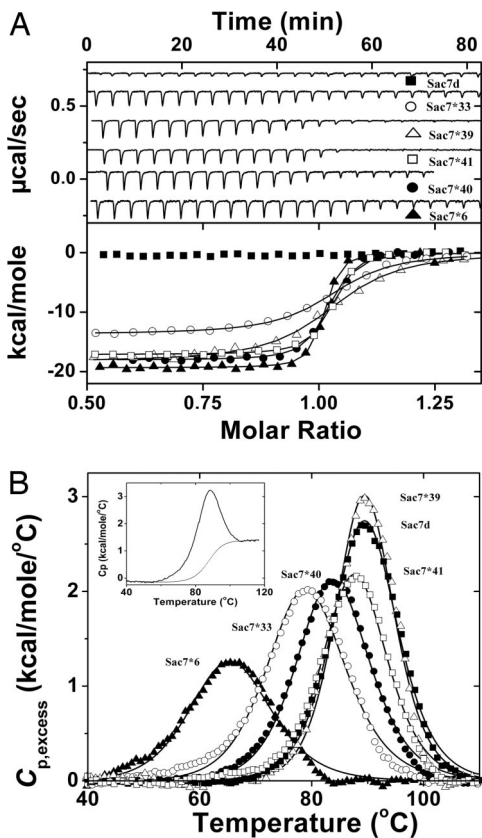 A
Time (min)
0 20 40 60 80
µcal/sec
0.5
0.0
Sac7d
Sac7*33
Sac7*39
Sac7*41
Sac7*40
Sac7*6
kcal/mole
0
-10
-20
0.50 0.75 1.00 1.25
Molar Ratio
B
Cp,excess (kcal/mole/°C)
3
2
1
0
Cp (kcal/mole/°C)
3
2
1
0
40 80 120
Temperature (°C)
Sac7*39
Sac7d
Sac7*41
Sac7*40
Sac7*33
Sac7*6
40 60 80 100
Temperature (°C)